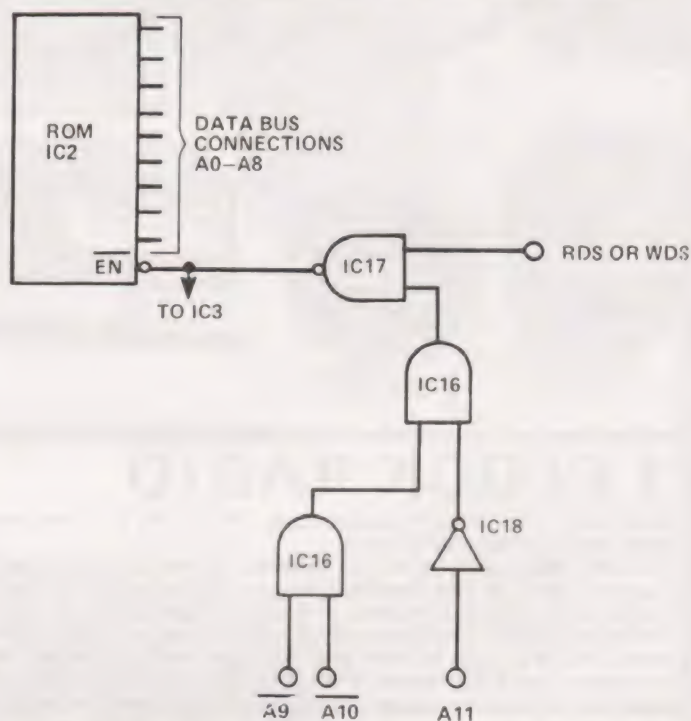 ROM
IC2
DATA BUS
CONNECTIONS
A0–A8
EN
TO IC3
IC17
RDS OR WDS
IC16
IC18
IC16
A9
A10
A11